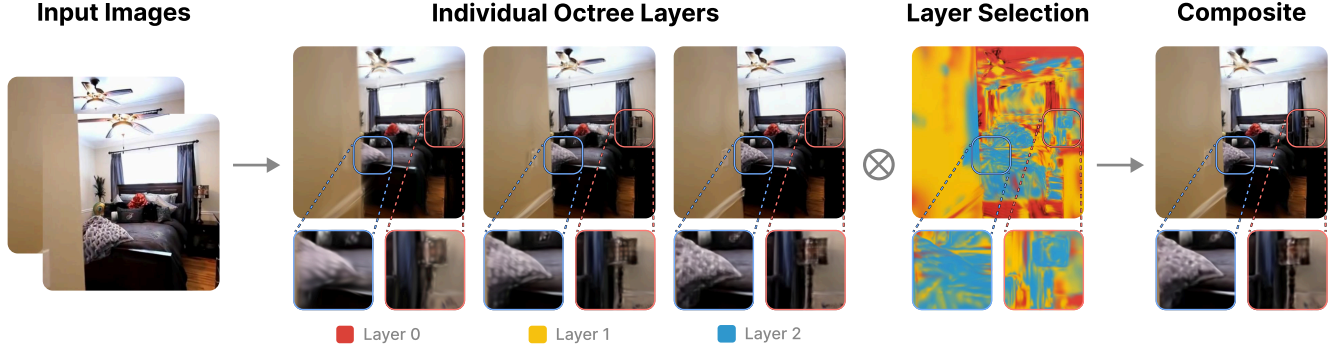 Input Images
Individual Octree Layers
Layer Selection
Composite
Layer 0
Layer 1
Layer 2